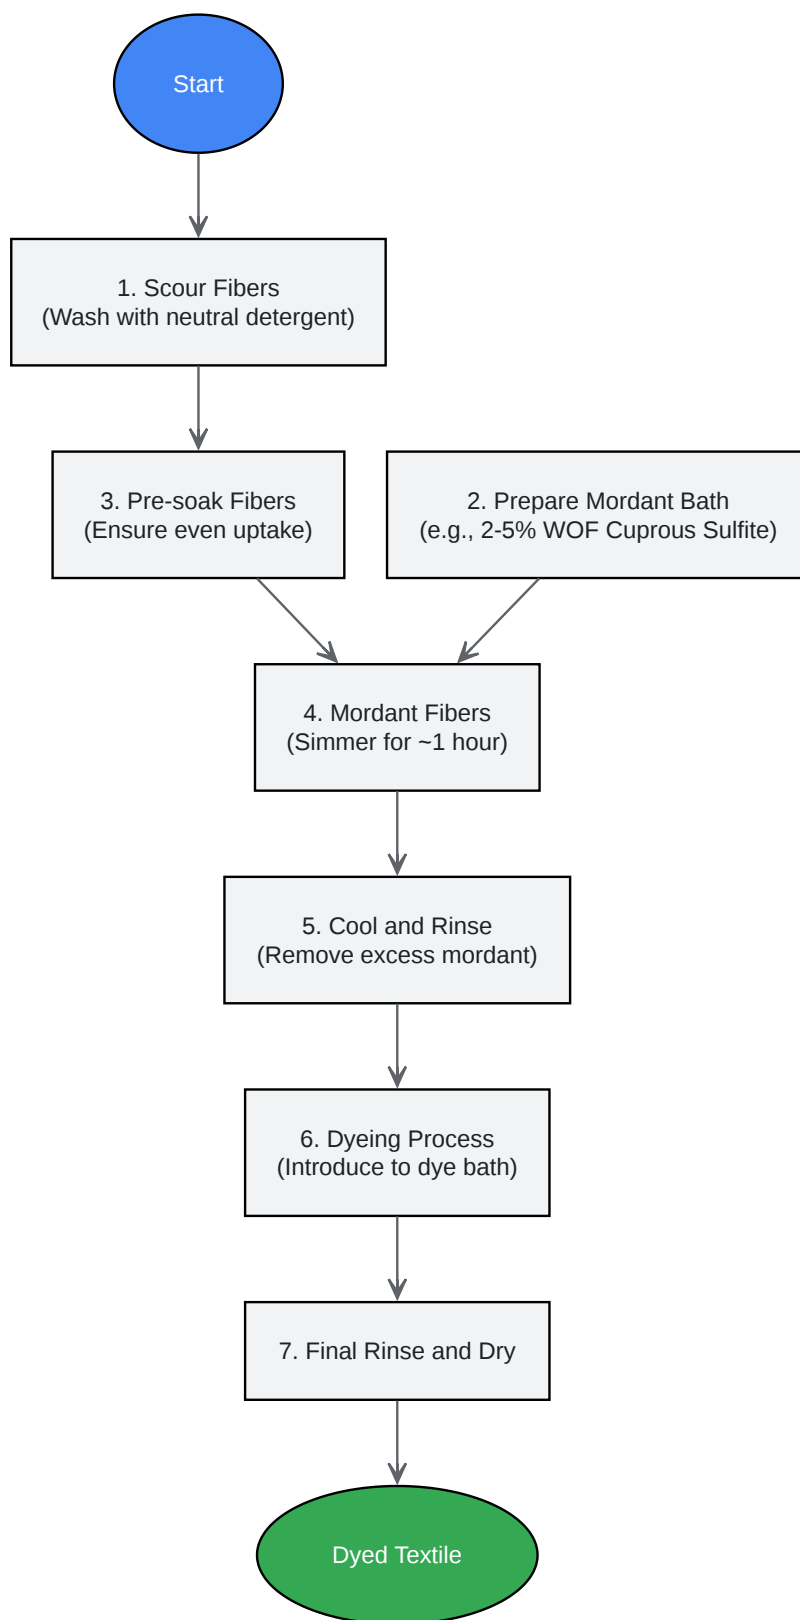 Start
1. Scour Fibers
(Wash with neutral detergent)
3. Pre-soak Fibers
(Ensure even uptake)
2. Prepare Mordant Bath
(e.g., 2-5% WOF Cuprous Sulfite)
4. Mordant Fibers
(Simmer for ~1 hour)
5. Cool and Rinse
(Remove excess mordant)
6. Dyeing Process
(Introduce to dye bath)
7. Final Rinse and Dry
Dyed Textile